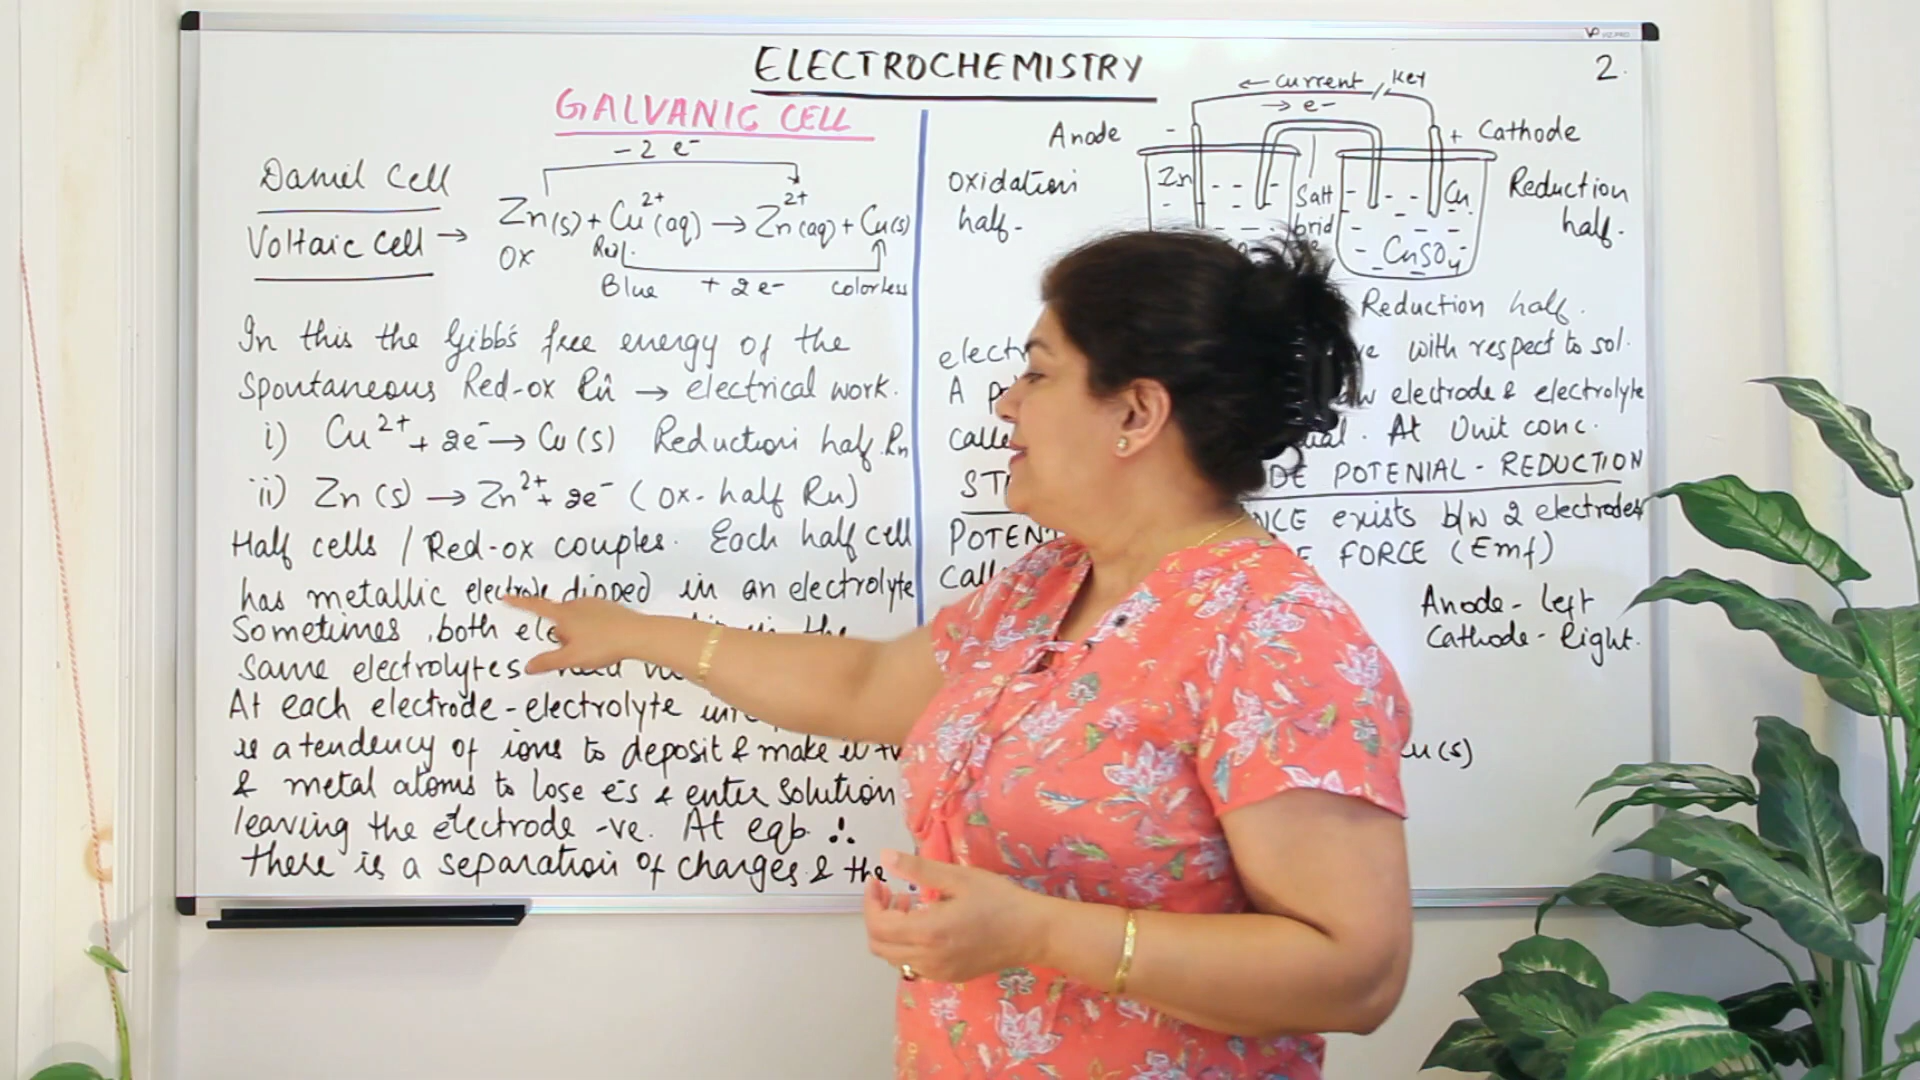 ELECTROCHEMISTRY
2.
GALVANIC CELL
Daniel Cell
Voltaic Cell →
- 2 e⁻
Zn(s) + Cu²⁺(aq) → Zn²⁺(aq) + Cu(s)
OX Red.
Blue + 2e- colorless
In this the Gibb's free energy of the
Spontaneous Red-ox Rn → electrical work.
i) Cu²⁺ + 2e⁻ → Cu(s) Reduction half Rn
ii) Zn(s) → Zn²⁺ + 2e⁻ (Ox- half Rn)
Half cells / Red-ox couples. Each half cell
has metallic electrode dipped in an electrolyte
Sometimes, both in the
Same electrolytes
At each electrode-electrolyte
is a tendency of ions to deposit & make it +v
& metal atoms to lose e⁻s & enter Solution
leaving the electrode -ve. At eqb ∴
there is a separation of charges & the
← current / key
→ e-
Anode - + Cathode
Oxidation half.
Zn Salt bridge Cu
CuSO₄
Reduction half.
Reduction half.
with respect to sol.
A electrode & electrolyte
At Unit conc.
POTENIAL - REDUCTION
exists b/w 2 electrodes
FORCE (Emf)
Anode - left
Cathode - Right.
Cu(s)